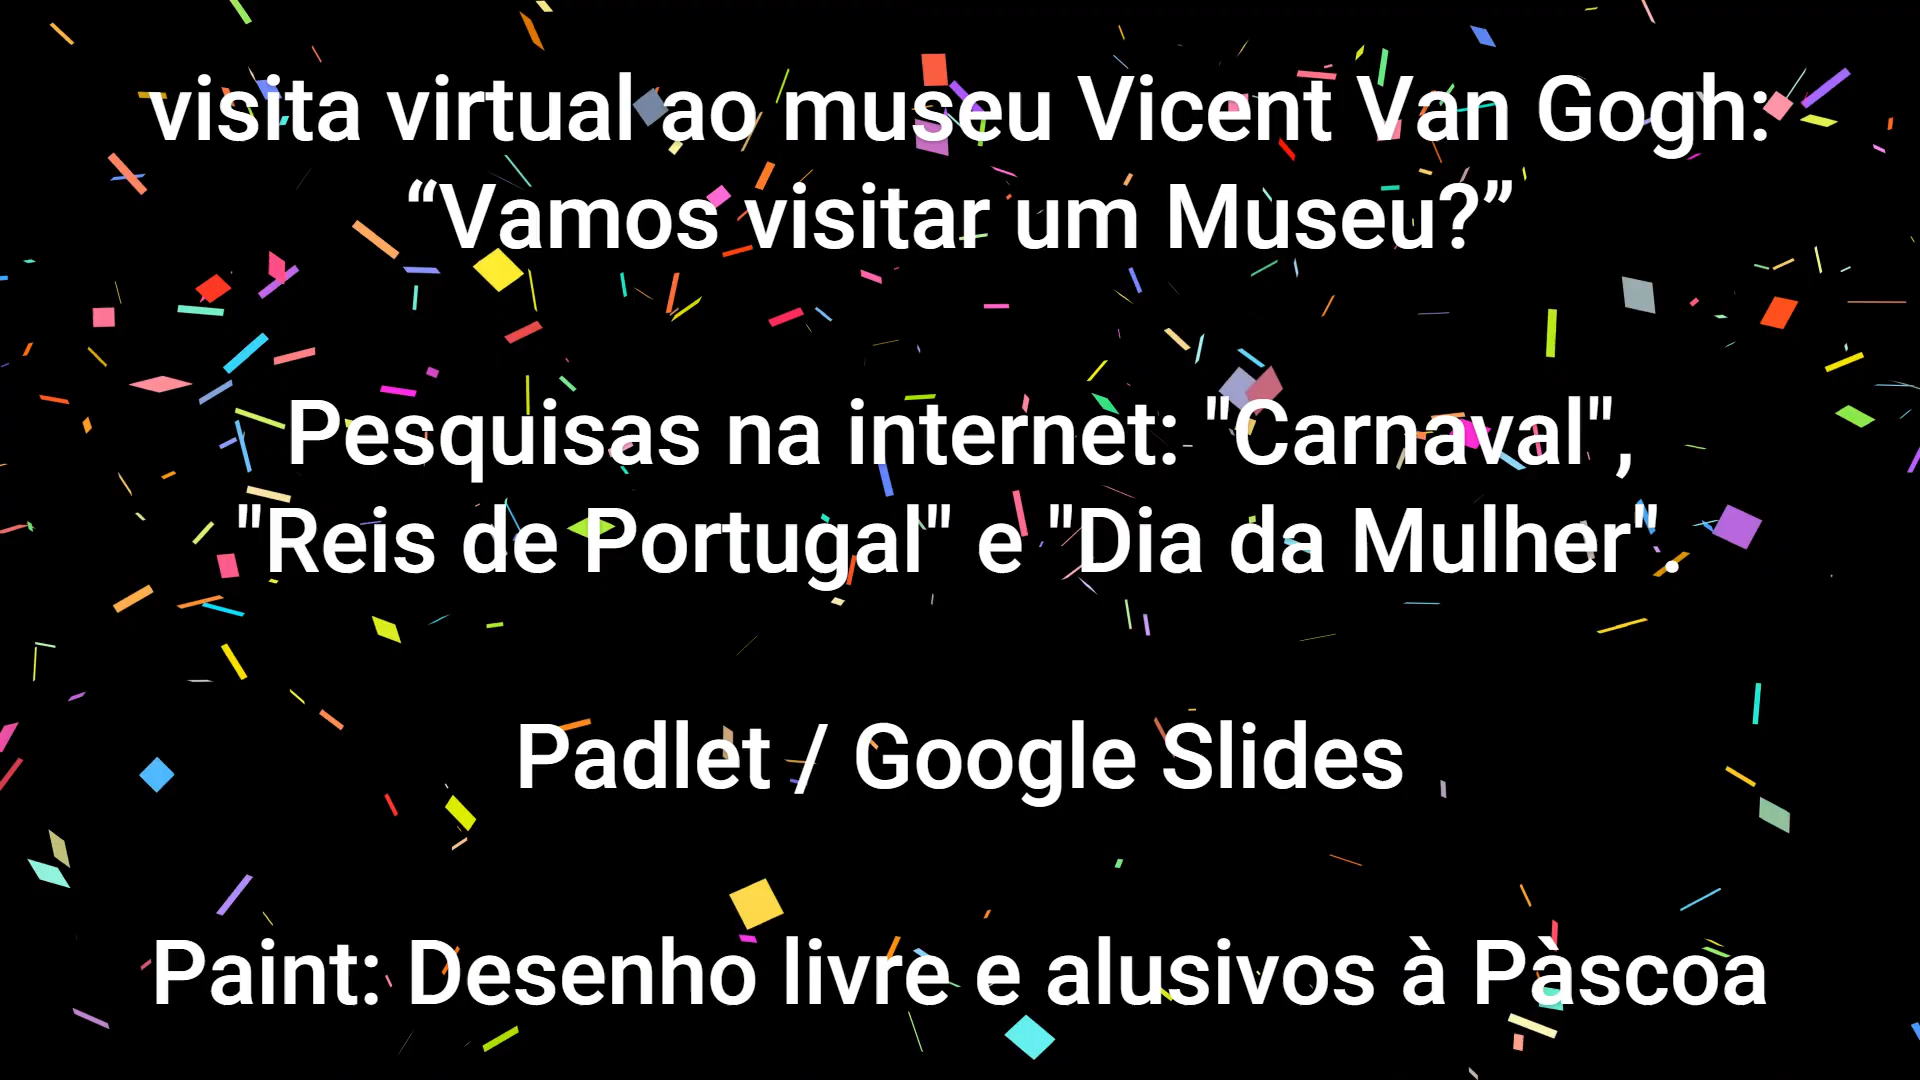 visita virtual ao museu Vicent Van Gogh:
“Vamos visitar um Museu?”
Pesquisas na internet: "Carnaval",
"Reis de Portugal" e "Dia da Mulher".
Padlet / Google Slides
Paint: Desenho livre e alusivos à Pàscoa